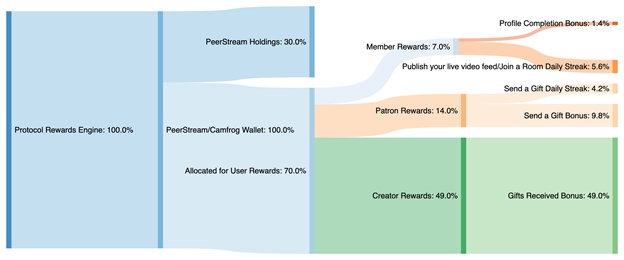 Profile Completion Bonus: 1.4%
PeerStream Holdings: 30.0%
Member Rewards: 7.0%
Publish your live video feed/Join a Room Daily Streak: 5.6%
Send a Gift Daily Streak: 4.2%
Patron Rewards: 14.0%
Send a Gift Bonus: 9.8%
Protocol Rewards Engine: 100.0%
PeerStream/Camfrog Wallet: 100.0%
Allocated for User Rewards: 70.0%
Creator Rewards: 49.0%
Gifts Received Bonus: 49.0%